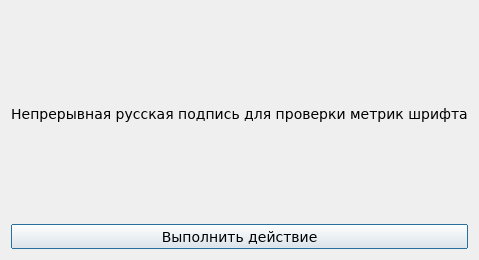 Непрерывная русская подпись для проверки метрик шрифта
Выполнить действие